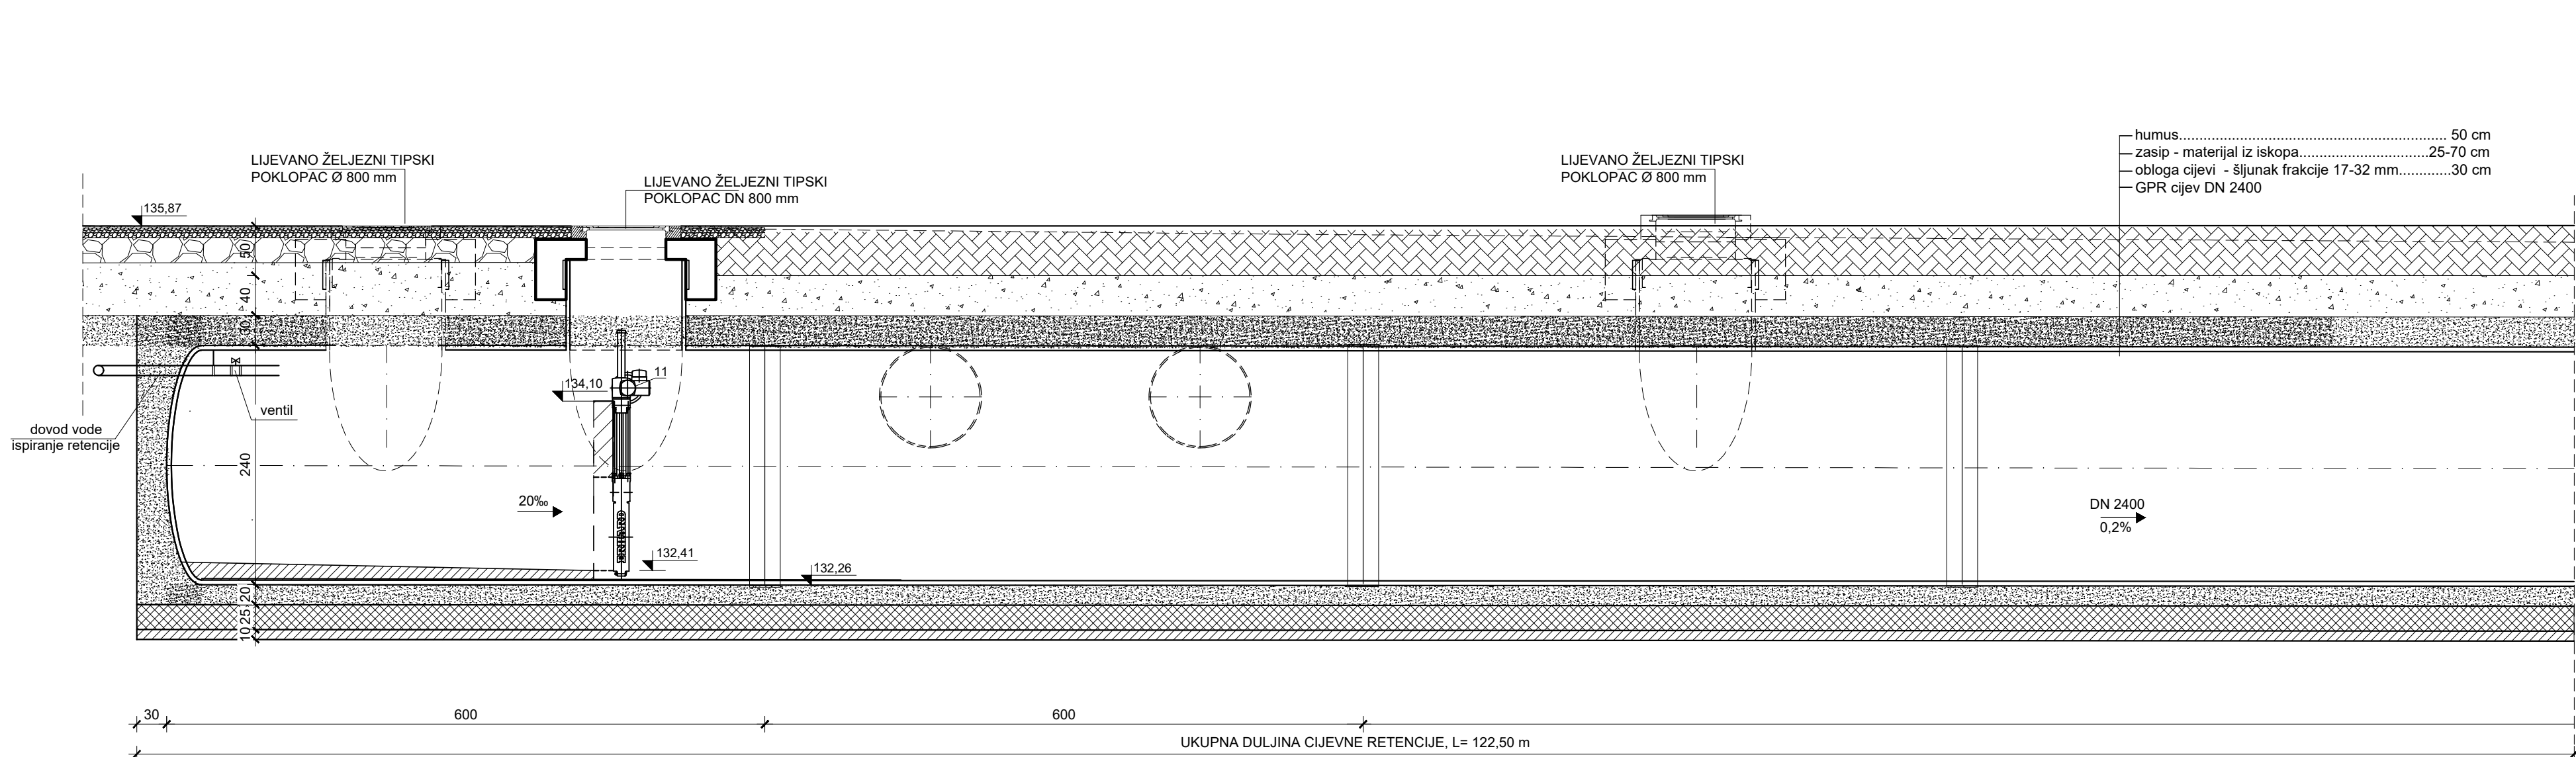 humus................................................................. 50 cm
zasip - materijal iz iskopa................................25-70 cm
obloga cijevi  - šljunak frakcije 17-32 mm.............30 cm
GPR cijev DN 2400
LIJEVANO ŽELJEZNI TIPSKI
POKLOPAC Ø 800 mm
LIJEVANO ŽELJEZNI TIPSKI
POKLOPAC DN 800 mm
LIJEVANO ŽELJEZNI TIPSKI
POKLOPAC Ø 800 mm
135,87
50
40
30
11
134,10
ventil
dovod vode
ispiranje retencije
240
20‰
DN 2400
0,2%
132,41
132,26
20
25
10
30
600
600
UKUPNA DULJINA CIJEVNE RETENCIJE, L= 122,50 m